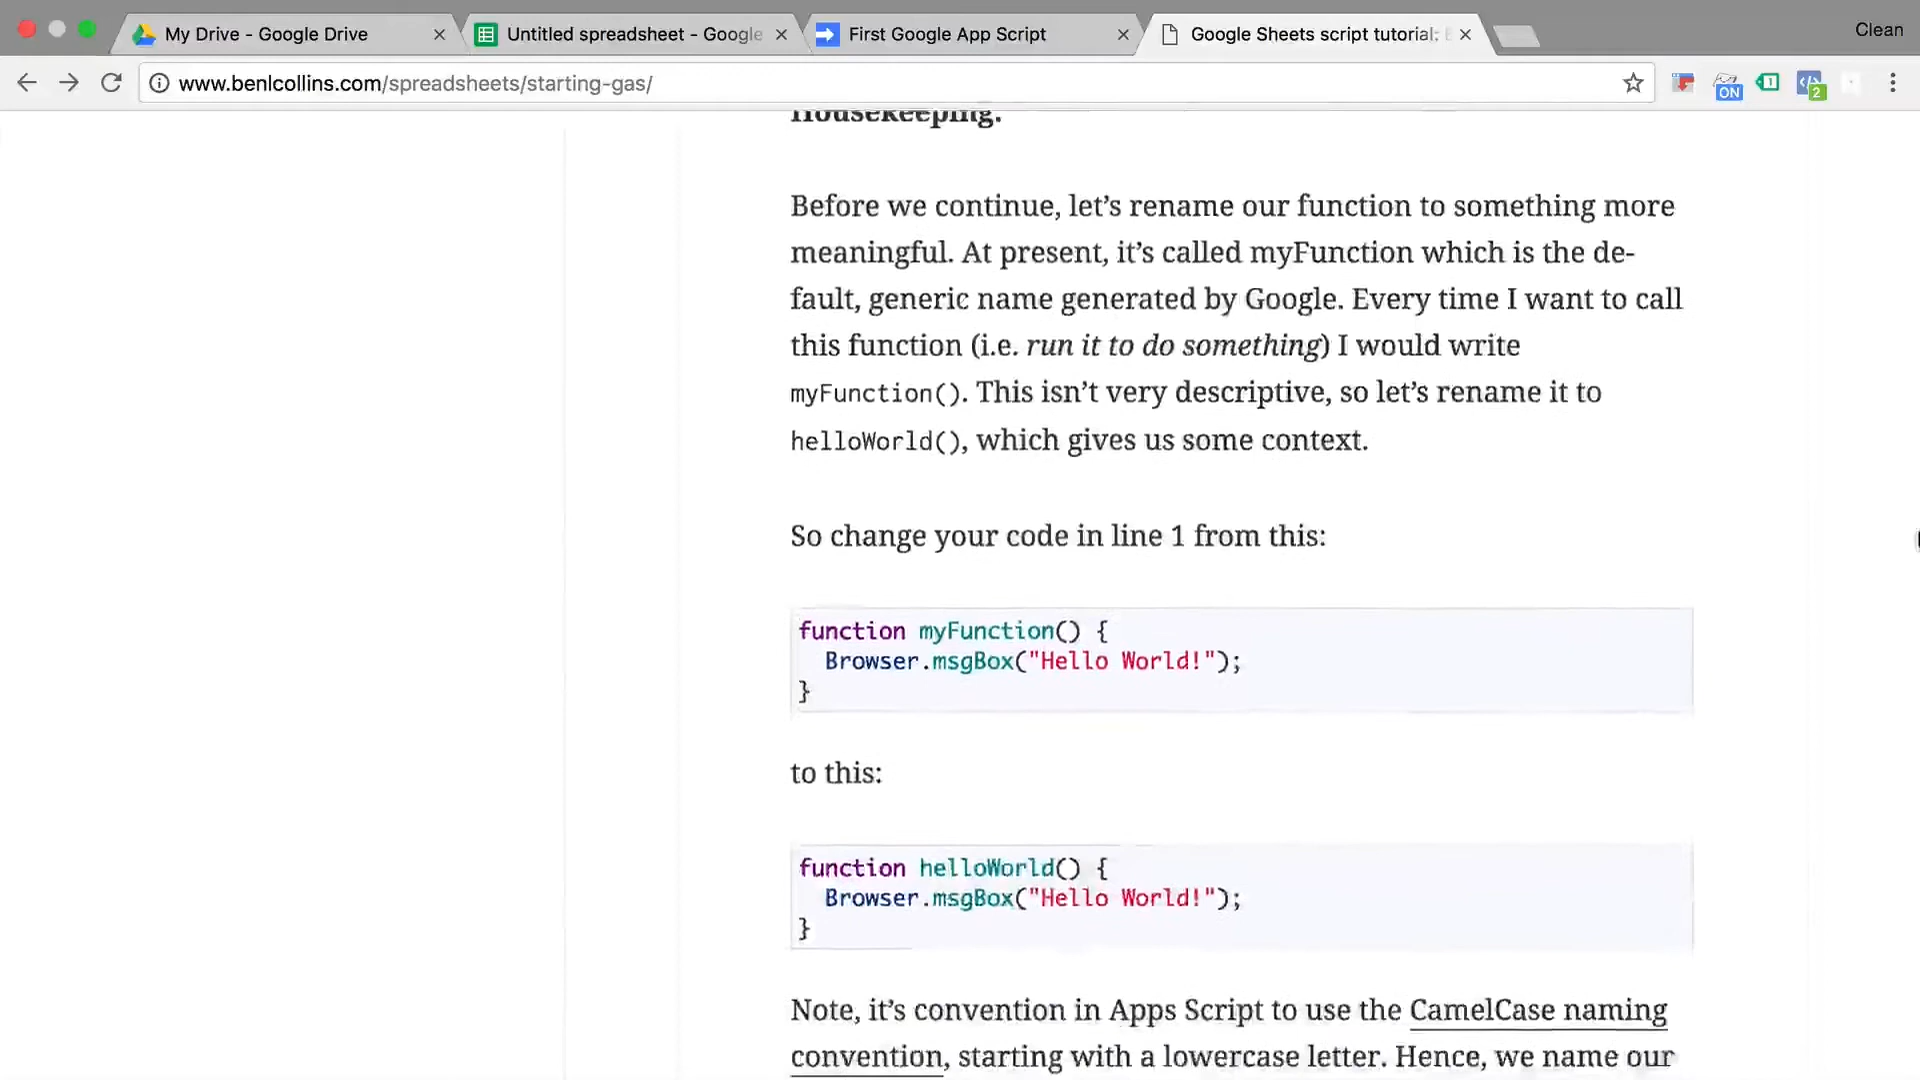 My Drive - Google Drive
Untitled spreadsheet - Google
First Google App Script
Google Sheets script tutorial:
Clean
www.benlcollins.com/spreadsheets/starting-gas/
ON
1
2
Housekeeping.
Before we continue, let’s rename our function to something more
meaningful. At present, it’s called myFunction which is the de-
fault, generic name generated by Google. Every time I want to call
this function (i.e. run it to do something) I would write
myFunction(). This isn’t very descriptive, so let’s rename it to
helloWorld(), which gives us some context.
So change your code in line 1 from this:
function myFunction() {
Browser.msgBox("Hello World!");
}
to this:
function helloWorld() {
Browser.msgBox("Hello World!");
}
Note, it’s convention in Apps Script to use the CamelCase naming
convention, starting with a lowercase letter. Hence, we name our